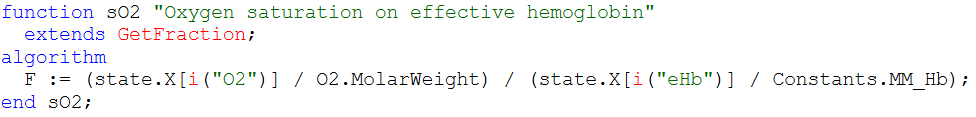 function sO2 "Oxygen saturation on effective hemoglobin"
  extends GetFraction;
algorithm
  F := (state.X[i("O2")] / O2.MolarWeight) / (state.X[i("eHb")] / Constants.MM_Hb);
end sO2;